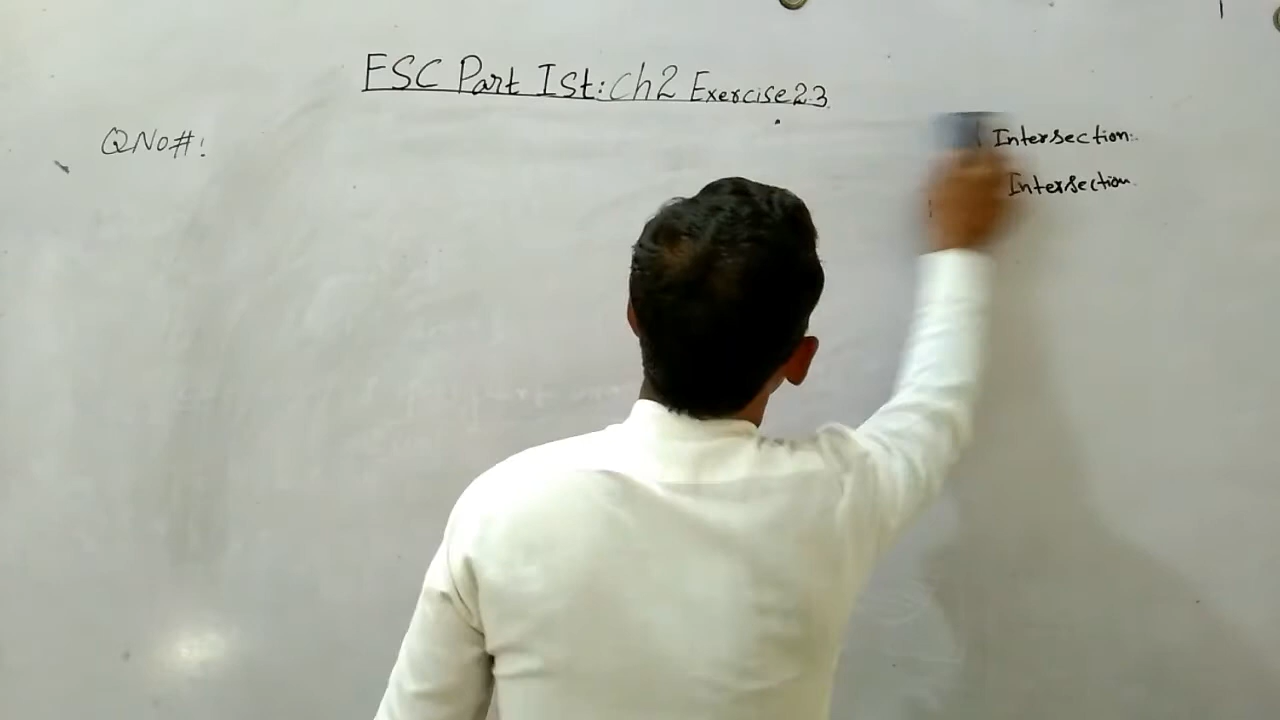 FSC Part Ist: Ch2 Exercise 2.3
QNo#:
Intersection:
Intersection.